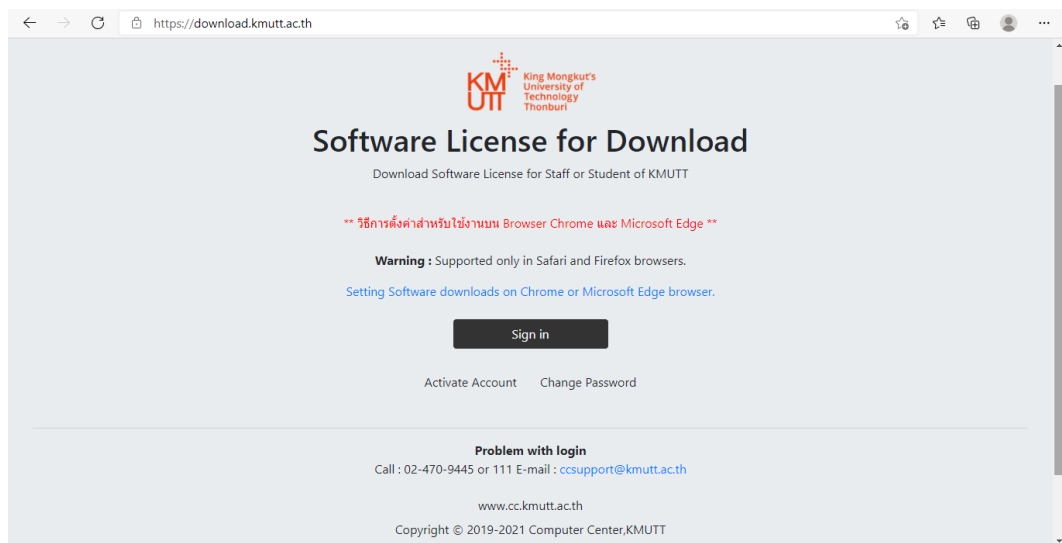 https://download.kmutt.ac.th
KM
UTT
King Mongkut's
University of
Technology
Thonburi
Software License for Download
Download Software License for Staff or Student of KMUTT
** วิธีการตั้งค่าสำหรับใช้งานบน Browser Chrome และ Microsoft Edge **
Warning : Supported only in Safari and Firefox browsers.
Setting Software downloads on Chrome or Microsoft Edge browser.
Sign in
Activate Account Change Password
Problem with login
Call : 02-470-9445 or 111 E-mail : ccsupport@kmutt.ac.th
www.cc.kmutt.ac.th
Copyright © 2019-2021 Computer Center,KMUTT